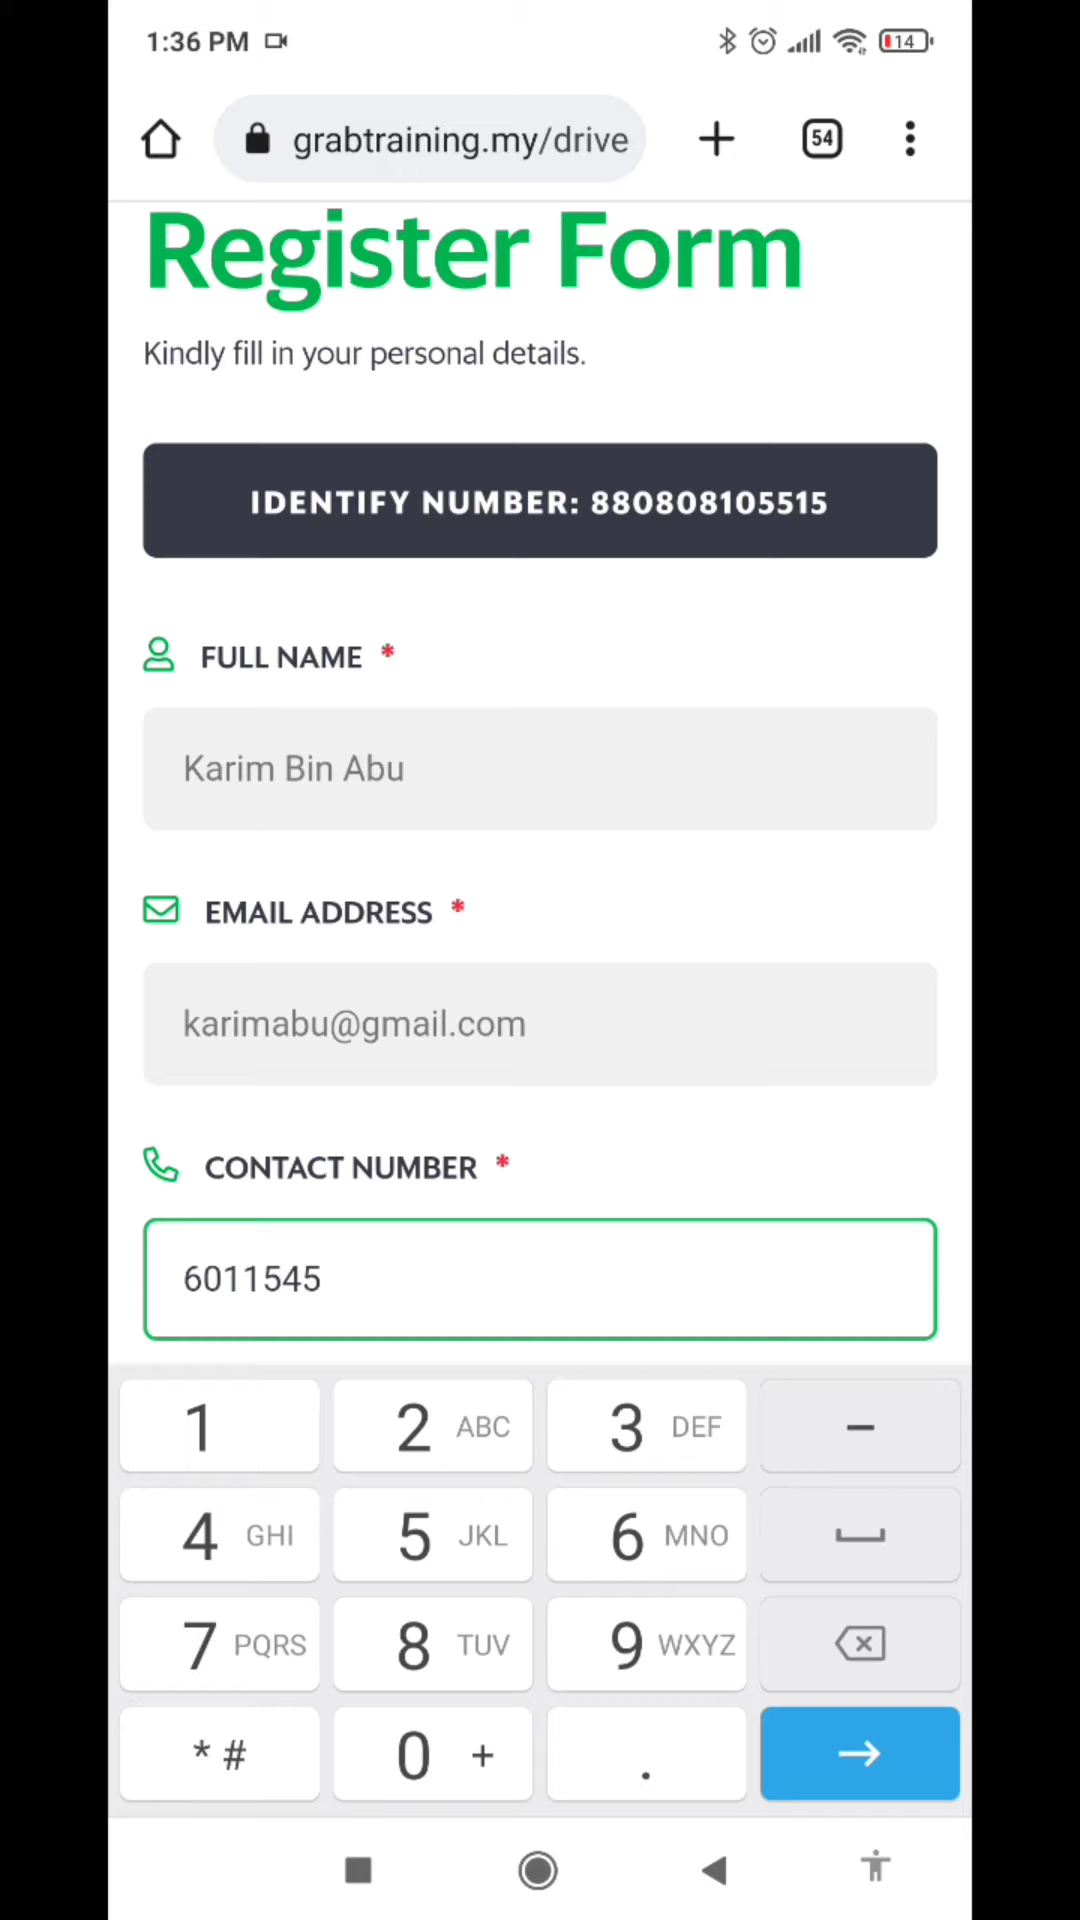 1:36 PM
14
grabtraining.my/drive
54
Register Form
Kindly fill in your personal details.
IDENTIFY NUMBER: 880808105515
FULL NAME *
Karim Bin Abu
EMAIL ADDRESS *
karimabu@gmail.com
CONTACT NUMBER *
6011545
1 2 ABC 3 DEF –
4 GHI 5 JKL 6 MNO
7 PQRS 8 TUV 9 WXYZ
* # 0 + .